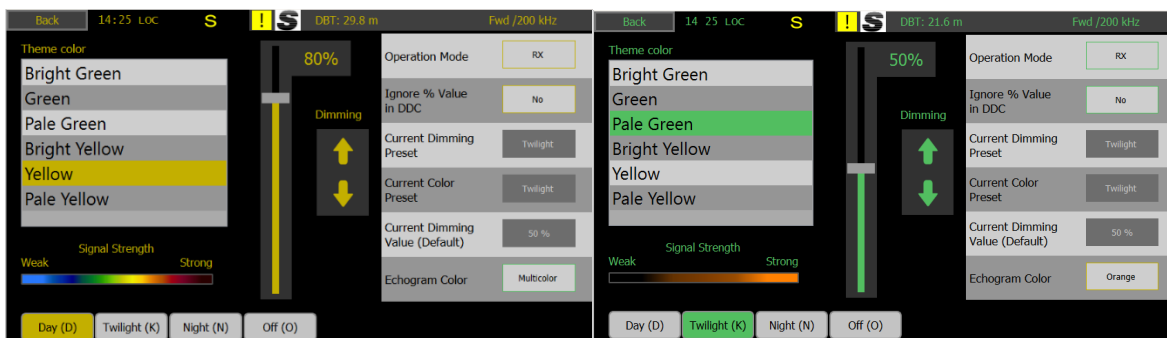 Back 14:25 LOC S ! S DBT: 29.8 m Fwd /200 kHz
Theme color
Bright Green
Green
Pale Green
Bright Yellow
Yellow
Pale Yellow
Signal Strength
Weak Strong
80%
Dimming
Operation Mode RX
Ignore % Value
in DDC No
Current Dimming
Preset Twilight
Current Color
Preset Twilight
Current Dimming
Value (Default) 50 %
Echogram Color Multicolor
Day (D) Twilight (K) Night (N) Off (O)
Back 14 25 LOC S ! S DBT: 21.6 m Fwd /200 kHz
Theme color
Bright Green
Green
Pale Green
Bright Yellow
Yellow
Pale Yellow
Signal Strength
Weak Strong
50%
Dimming
Operation Mode RX
Ignore % Value
in DDC No
Current Dimming
Preset Twilight
Current Color
Preset Twilight
Current Dimming
Value (Default) 50 %
Echogram Color Orange
Day (D) Twilight (K) Night (N) Off (O)